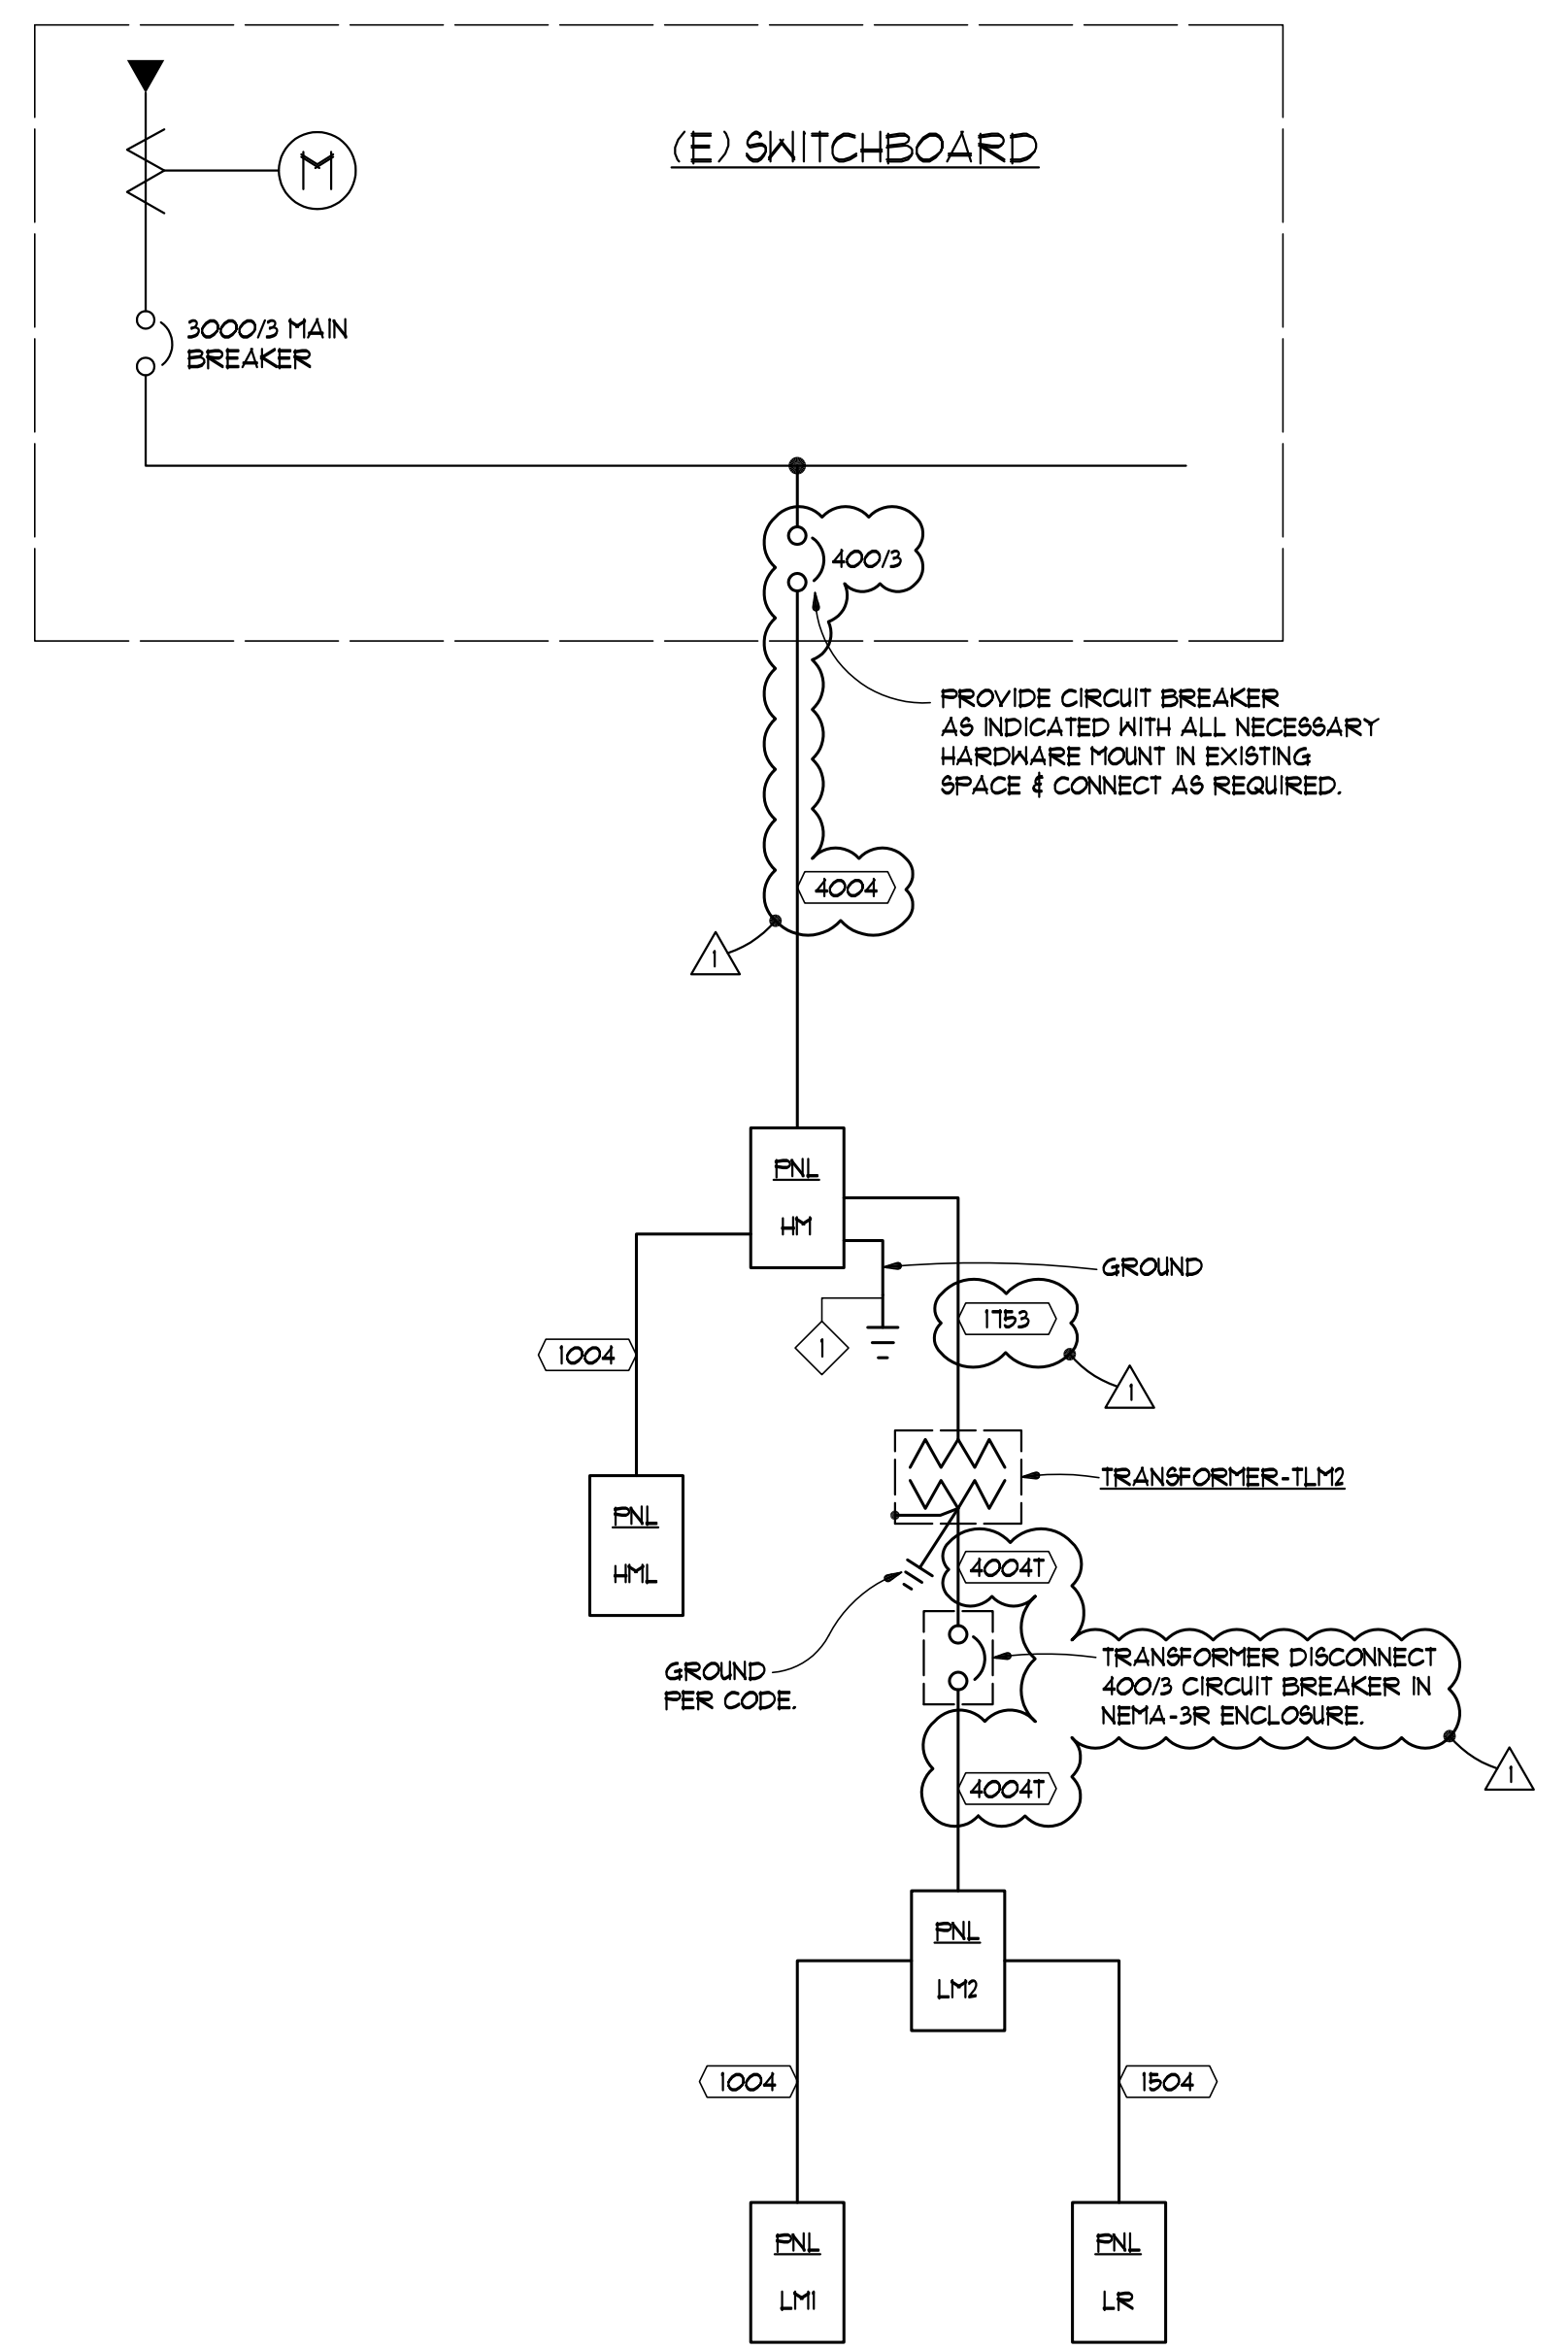 (E) SWITCHBOARD
M
3000/3 MAIN
BREAKER
400/3
PROVIDE CIRCUIT BREAKER
AS INDICATED WITH ALL NECESSARY
HARDWARE MOUNT IN EXISTING
SPACE & CONNECT AS REQUIRED.
4004
1
PNL
HM
GROUND
1753
1
1004
1
PNL
HML
TRANSFORMER-TLM2
4004T
GROUND
PER CODE.
TRANSFORMER DISCONNECT
400/3 CIRCUIT BREAKER IN
NEMA-3R ENCLOSURE.
1
4004T
PNL
LM2
1004
1504
PNL
LM1
PNL
LR